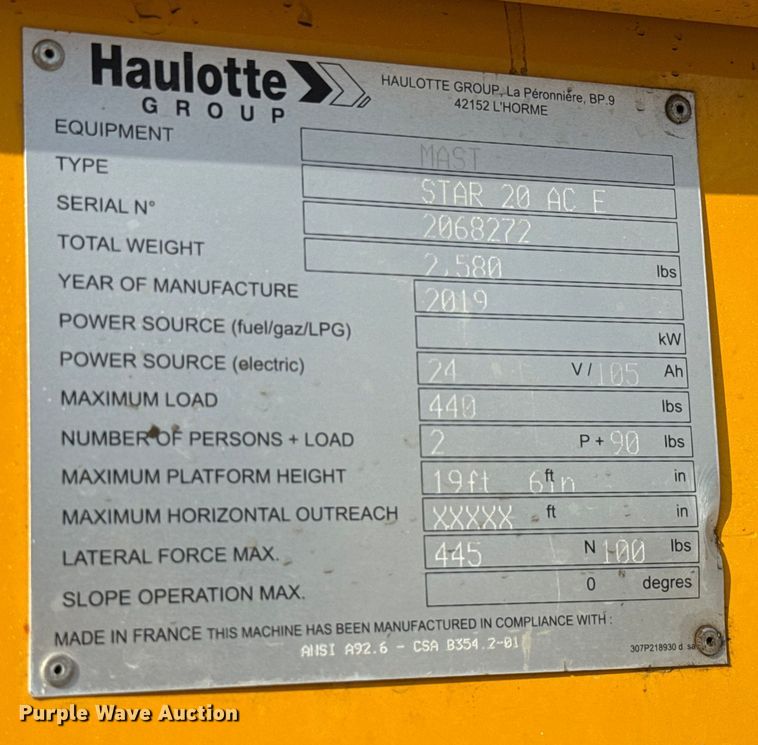 Haulotte
GROUP
HAULOTTE GROUP, La Péronnière, BP.9
42152 L'HORME
EQUIPMENT MAST
TYPE STAR 20 AC E
SERIAL N° 2068272
TOTAL WEIGHT 2.580 lbs
YEAR OF MANUFACTURE 2019
POWER SOURCE (fuel/gaz/LPG) kW
POWER SOURCE (electric) 24 V / 105 Ah
MAXIMUM LOAD 440 lbs
NUMBER OF PERSONS + LOAD 2 P + 90 lbs
MAXIMUM PLATFORM HEIGHT 19ft 6in ft in
MAXIMUM HORIZONTAL OUTREACH XXXXX ft in
LATERAL FORCE MAX. 445 N 100 lbs
SLOPE OPERATION MAX. 0 degres
MADE IN FRANCE THIS MACHINE HAS BEEN MANUFACTURED IN COMPLIANCE WITH :
ANSI A92.6 - CSA B354.2-01
307P218930 d
Purple Wave Auction